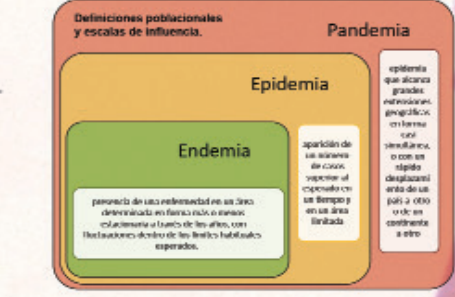 Definiciones poblacionales
y escalas de influencia.
Pandemia
epidemia
que alcanza
grandes
extensiones
geográficas
en forma
casi
simultánea,
o con un
rápido
desplazami
ento de un
país a otro
o de un
continente
a otro
Epidemia
aparición de
un número
de casos
superior al
esperado en
un tiempo y
en un área
limitada
Endemia
presencia de una enfermedad en un área
determinada en forma más o menos
estacionaria a través de los años, con
fluctuaciones dentro de los límites habituales
esperados.